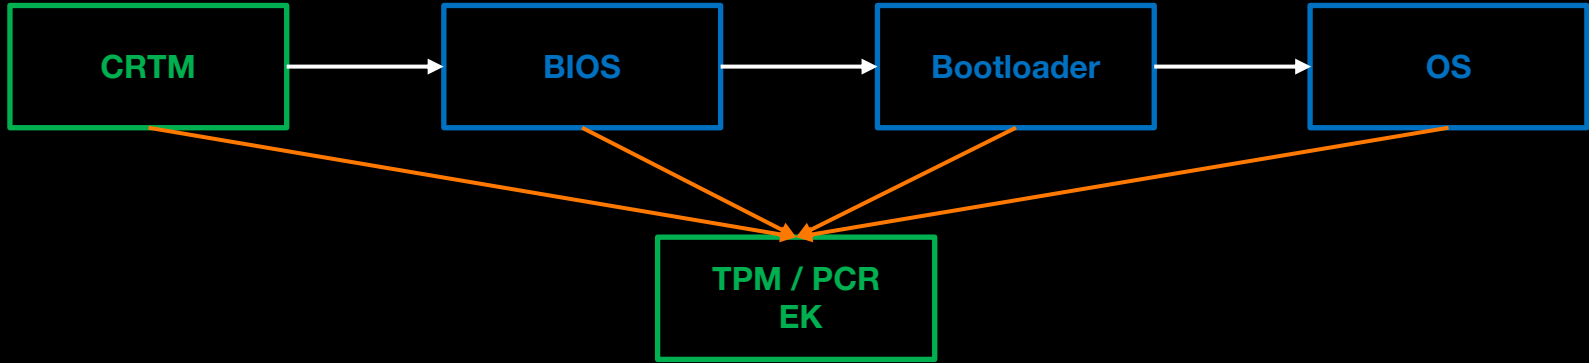 CRTM
BIOS
Bootloader
OS
TPM / PCR
EK